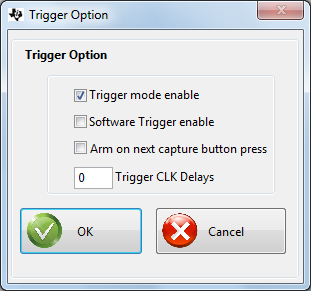 Trigger Option
Trigger Option
Trigger mode enable
Software Trigger enable
Arm on next capture button press
0 Trigger CLK Delays
OK Cancel